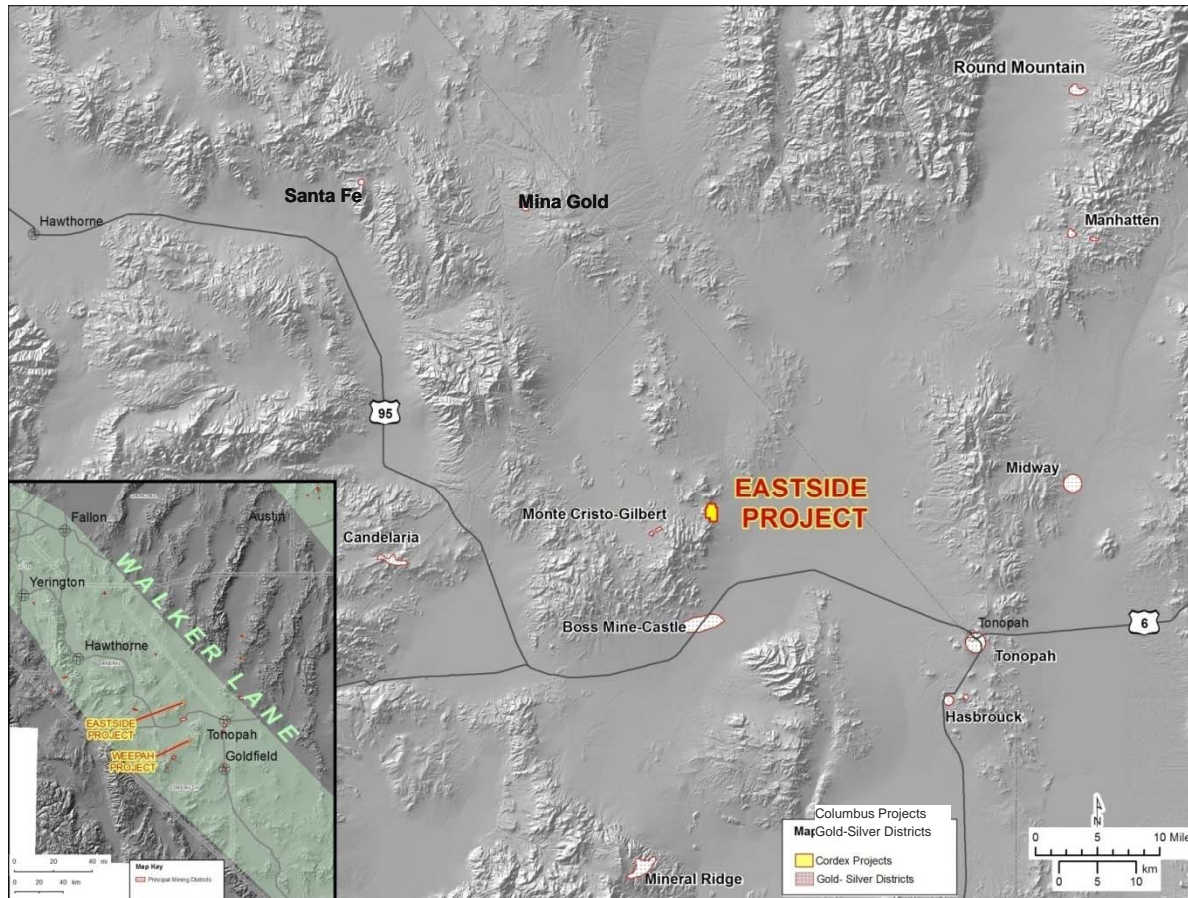 Round Mountain
Santa Fe
Mina Gold
Hawthorne
Manhatten
95
EASTSIDE
PROJECT
Midway
Monte Cristo-Gilbert
Candelaria
Boss Mine-Castle
Tonopah
6
Tonopah
Hasbrouck
Mineral Ridge
Fallon
Austin
Yerington
WALKER LANE
Hawthorne
EASTSIDE
PROJECT
Tonopah
WEEPAH
PROJECT
Goldfield
0 20 40 mi
0 20 40 km
Map Key
Principal Mining Districts
Columbus Projects
Map
Gold-Silver Districts
Cordex Projects
Gold- Silver Districts
N
0 5 10 Mile
0 5 10
km